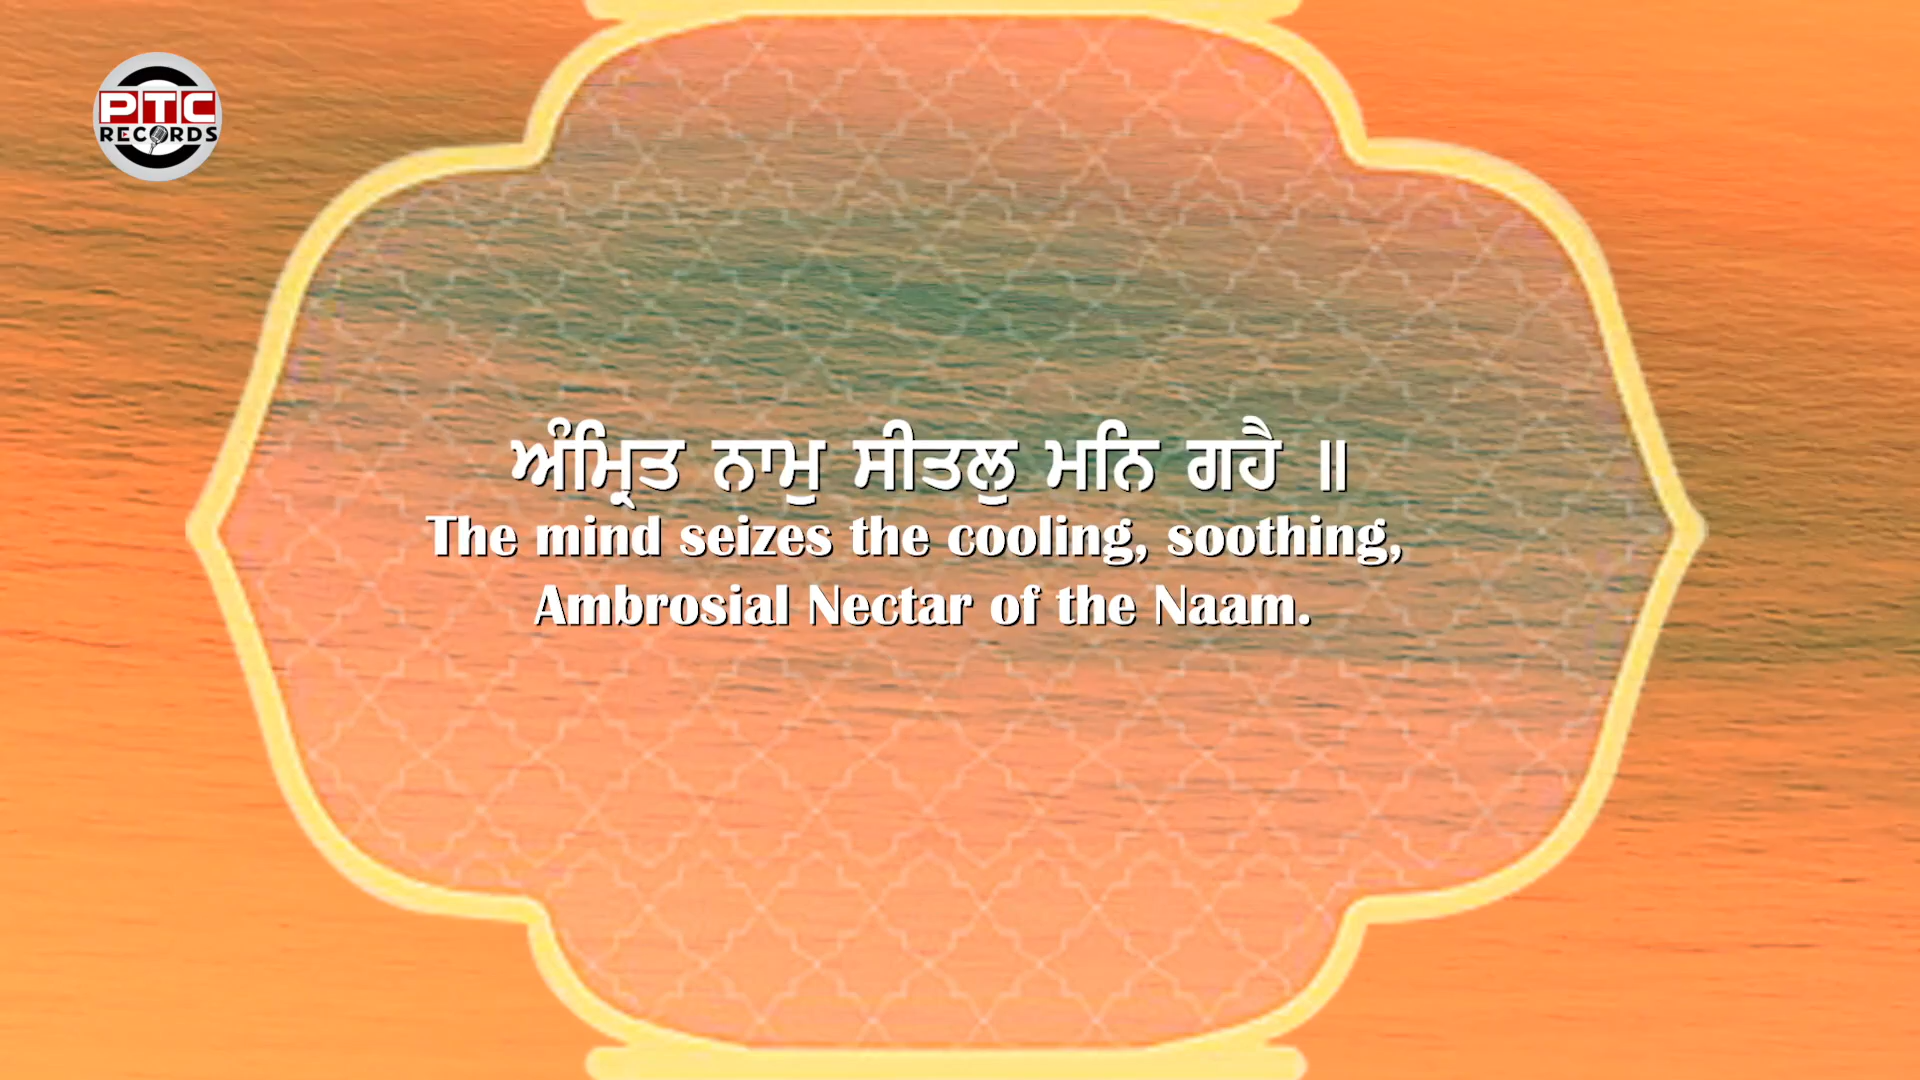 PTC
RECORDS
ਅੰਮ੍ਰਿਤ ਨਾਮੁ ਸੀਤਲੁ ਮਨਿ ਗਹੈ ॥
The mind seizes the cooling, soothing,
Ambrosial Nectar of the Naam.